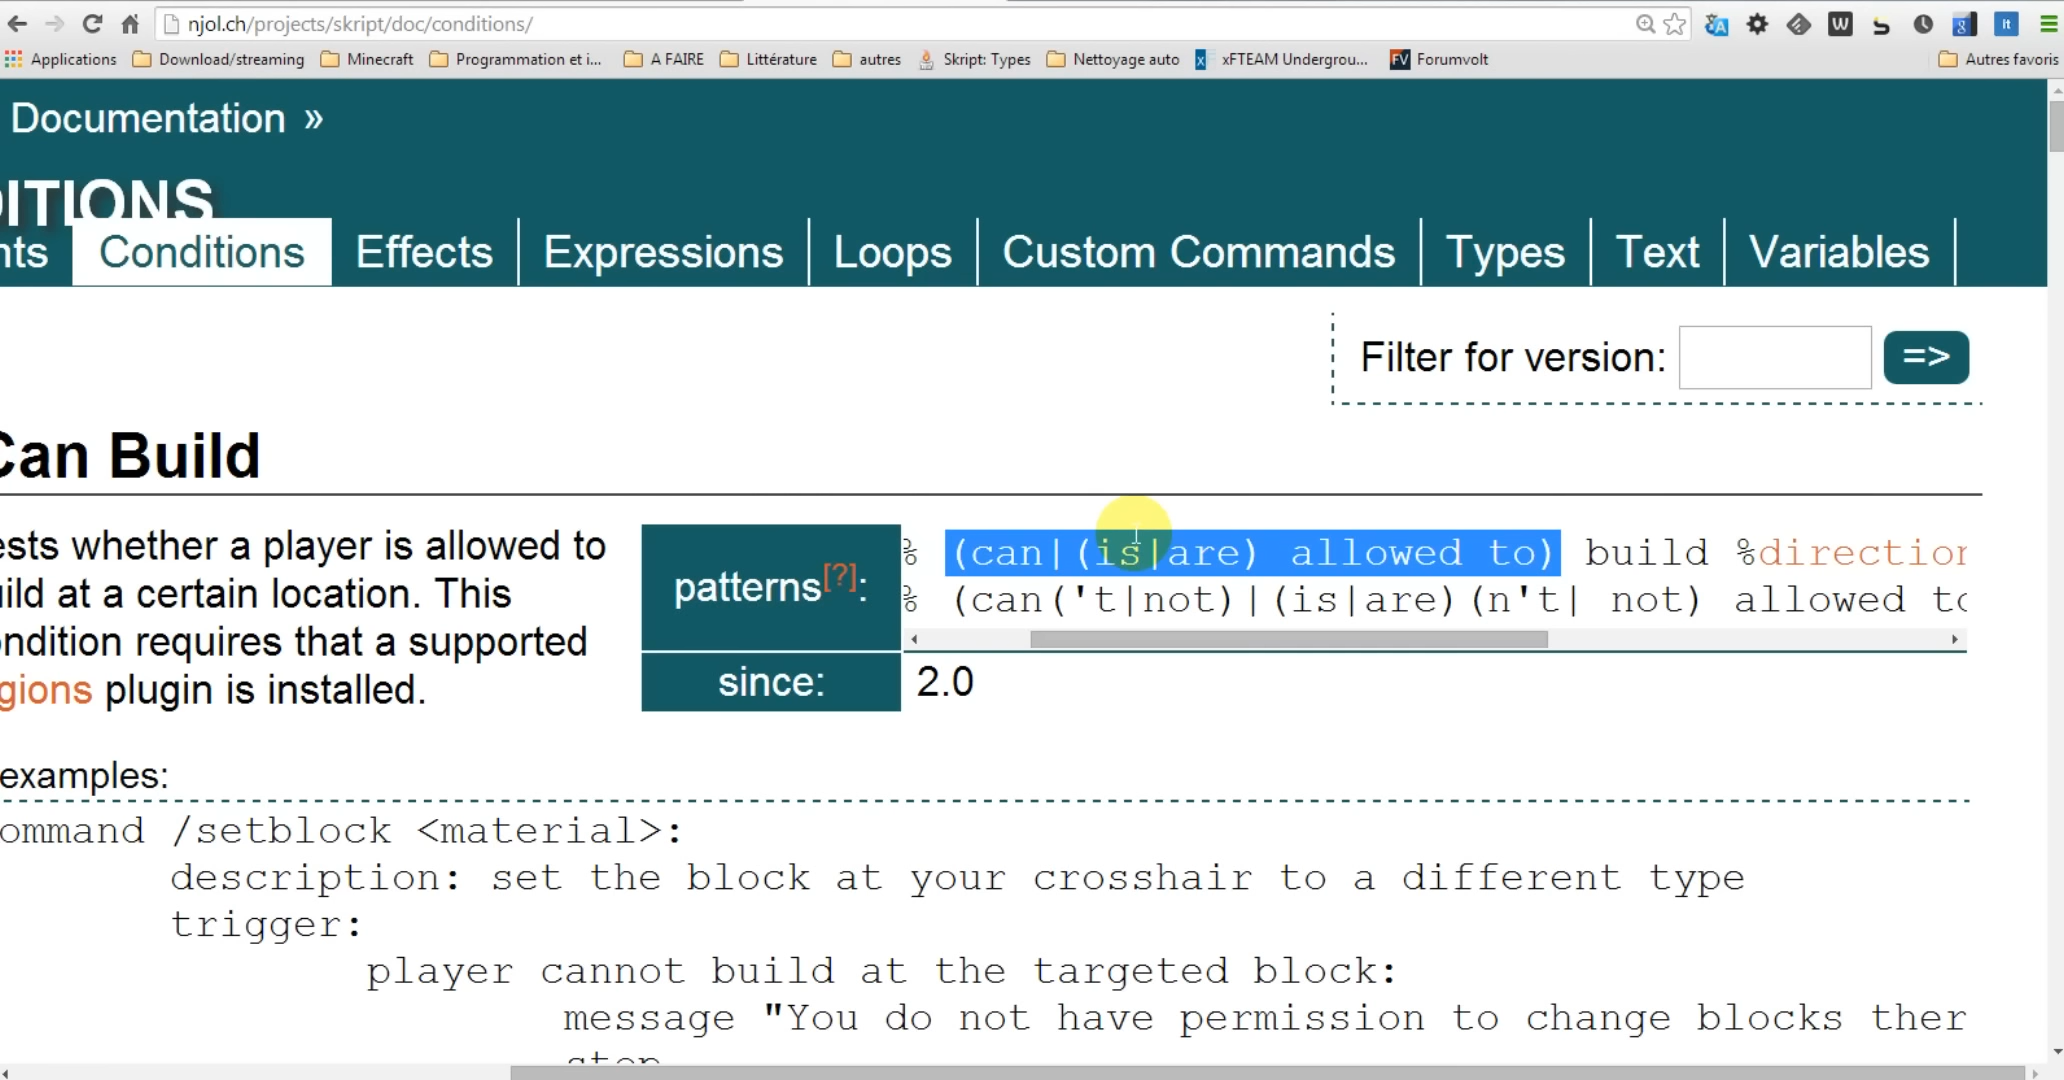 njol.ch/projects/skript/doc/conditions/
Applications Download/streaming Minecraft Programmation et i... A FAIRE Littérature autres Skript: Types Nettoyage auto xFTEAM Undergrou... FV Forumvolt Autres favoris
Documentation »
DITIONS
nts Conditions Effects Expressions Loops Custom Commands Types Text Variables
Filter for version: =>
Can Build
ests whether a player is allowed to
uild at a certain location. This
ondition requires that a supported
gions plugin is installed.
patterns[?]:
% (can|(is|are) allowed to) build %direction
% (can('t|not)|(is|are)(n't| not) allowed to
since: 2.0
examples:
ommand /setblock <material>:
description: set the block at your crosshair to a different type
trigger:
player cannot build at the targeted block:
message "You do not have permission to change blocks ther
stop